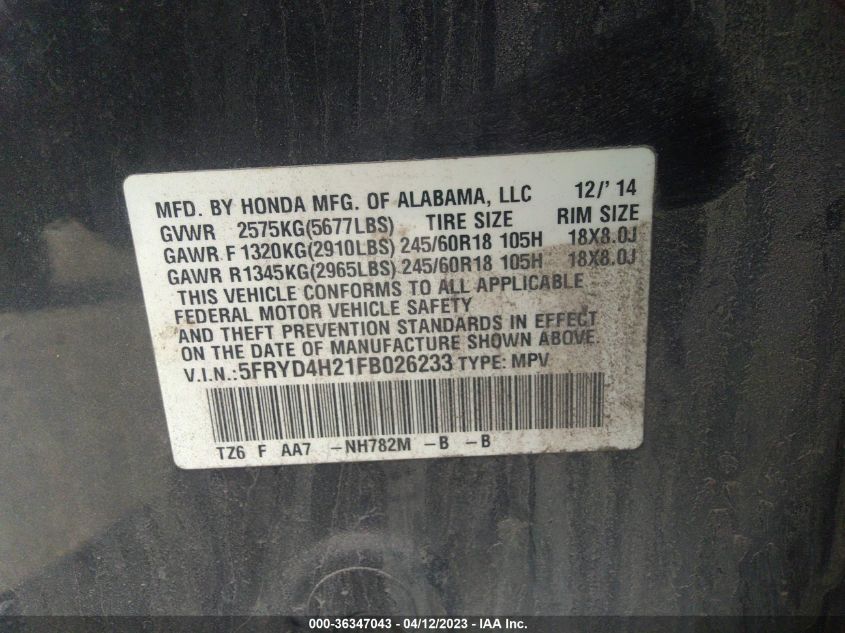 MFD. BY HONDA MFG. OF ALABAMA, LLC 12/'14
GVWR 2575KG(5677LBS) TIRE SIZE RIM SIZE
GAWR F 1320KG(2910LBS) 245/60R18 105H 18X8.0J
GAWR R1345KG(2965LBS) 245/60R18 105H 18X8.0J
THIS VEHICLE CONFORMS TO ALL APPLICABLE
FEDERAL MOTOR VEHICLE SAFETY
AND THEFT PREVENTION STANDARDS IN EFFECT
ON THE DATE OF MANUFACTURE SHOWN ABOVE.
V.I.N.:5FRYD4H21FB026233 TYPE: MPV
TZ6 F AA7 -NH782M -B -B
000-36347043 - 04/12/2023 - IAA Inc.